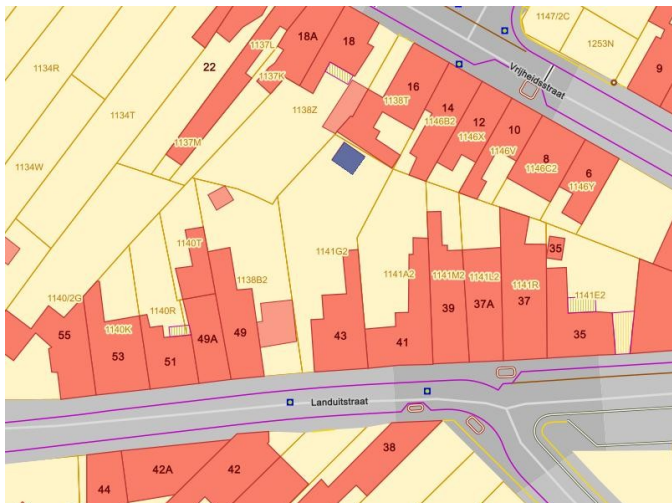 1147/2C
1253N
9
18A
18
1137L
22
1137K
1134R
Vrijheidsstraat
16
1138T
14
1146B2
12
1146X
10
1146V
8
1146C2
6
1146Y
1138Z
1134T
1137M
1134W
1140T
35
1141G2
1138B2
1141A2
1141M2
1141L2
1141R
1141E2
1140/2G
1140K
1140R
39
37A
37
55
53
51
49A
49
43
41
35
Landuitstraat
38
44
42A
42